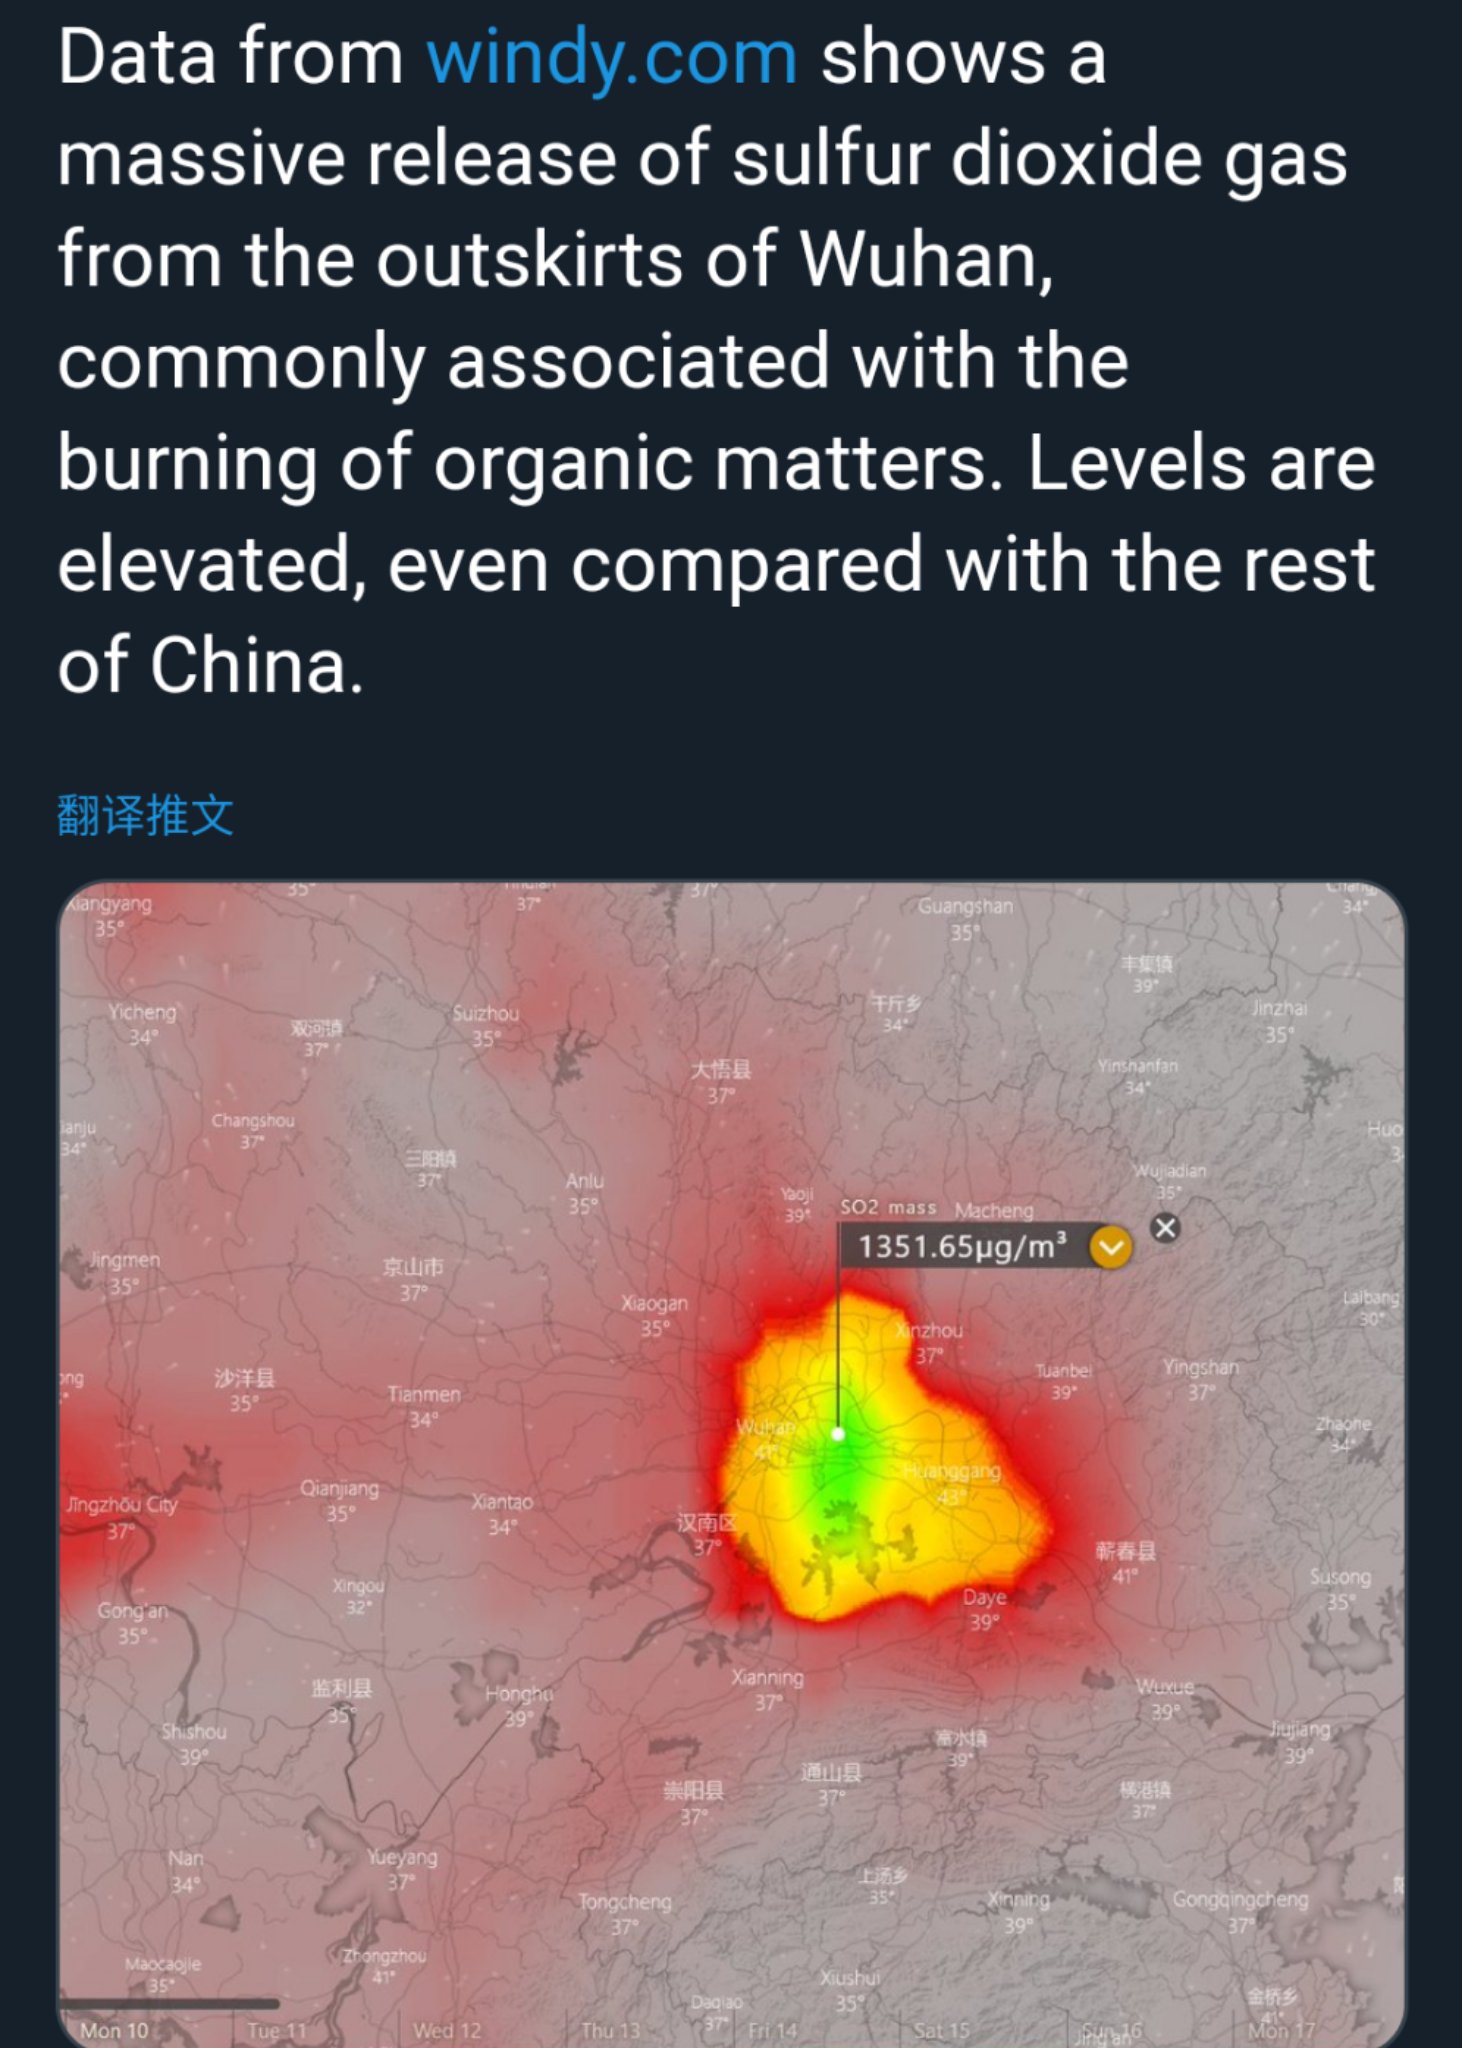 Data from windy.com shows a
massive release of sulfur dioxide gas
from the outskirts of Wuhan,
commonly associated with the
burning of organic matters. Levels are
elevated, even compared with the rest
of China.
翻译推文
35°
37°
37°
34°
Xiangyang
35°
Guangshan
35°
丰集镇
39°
Yicheng
34°
双河镇
37°
Suizhou
35°
千斤乡
34°
Jinzhai
35°
大悟县
37°
Yinshanfan
34°
Changshou
37°
34°
三阳镇
37°
Anlu
35°
Yaoji
39°
SO2 mass
Macheng
Wujiadian
35°
Huo
1351.65µg/m³
Jingmen
35°
京山市
37°
Xiaogan
35°
Xinzhou
37°
Laibang
30°
沙洋县
35°
Tianmen
34°
Tuanbei
39°
Yingshan
37°
Wuhan
41°
Zhaohe
34°
Huanggang
43°
Jīngzhōu City
37°
Qianjiang
35°
Xiantao
34°
汉南区
37°
蕲春县
41°
Susong
35°
Xingou
32°
Gong'an
35°
Daye
39°
监利县
35°
Honghu
39°
Xianning
37°
Wuxue
39°
Shishou
39°
富水镇
39°
Jiujiang
39°
崇阳县
37°
通山县
37°
横港镇
37°
Nan
34°
Yueyang
37°
上汤乡
35°
Tongcheng
37°
Xinning
39°
Gongqingcheng
37°
Maocaojie
35°
Zhongzhou
41°
Xiushui
35°
Daqiao
37°
金桥乡
41°
Mon 10 Tue 11 Wed 12 Thu 13 Fri 14 Sat 15 Sun 16 Mon 17
Jing'an